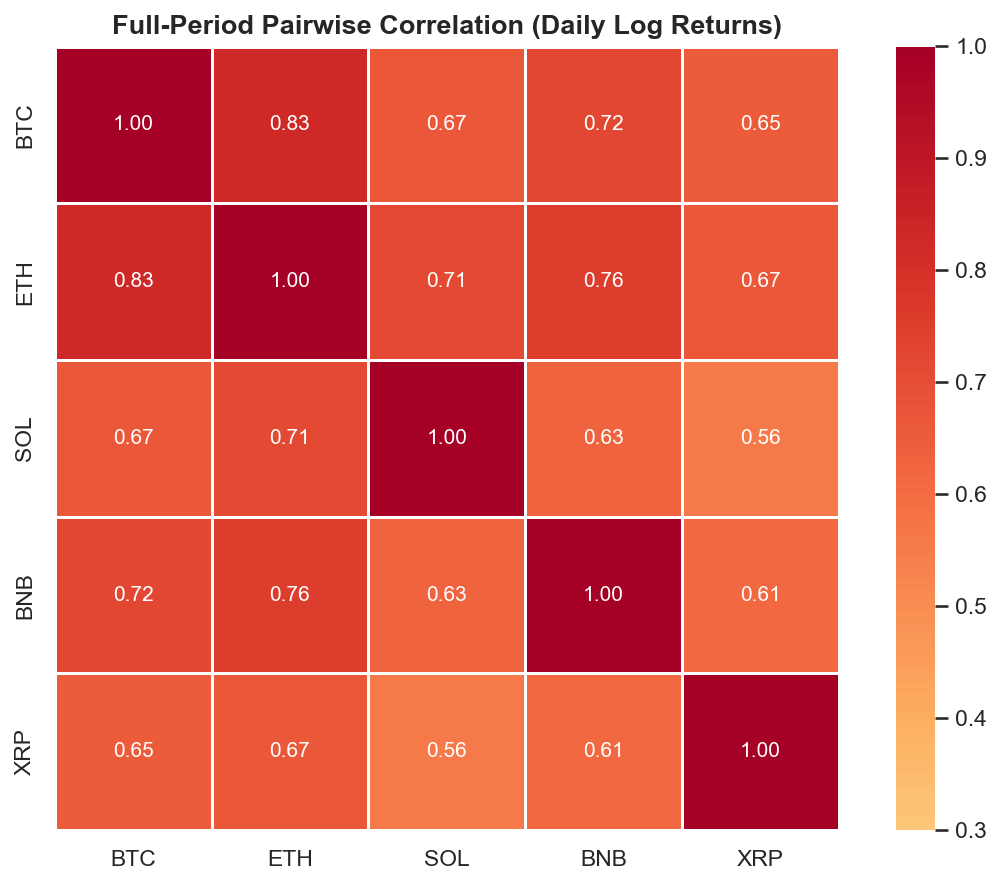 Full-Period Pairwise Correlation (Daily Log Returns)
BTC 1.00 0.83 0.67 0.72 0.65
ETH 0.83 1.00 0.71 0.76 0.67
SOL 0.67 0.71 1.00 0.63 0.56
BNB 0.72 0.76 0.63 1.00 0.61
XRP 0.65 0.67 0.56 0.61 1.00
BTC ETH SOL BNB XRP
1.0
0.9
0.8
0.7
0.6
0.5
0.4
0.3